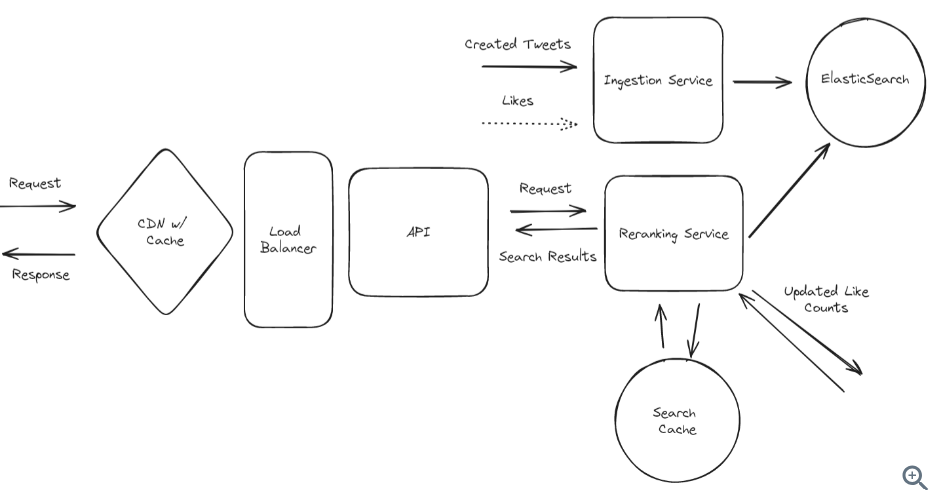 Created Tweets
Likes
Ingestion Service
ElasticSearch
Request
Response
CDN w/
Cache
Load
Balancer
API
Request
Search Results
Reranking Service
Updated Like
Counts
Search
Cache